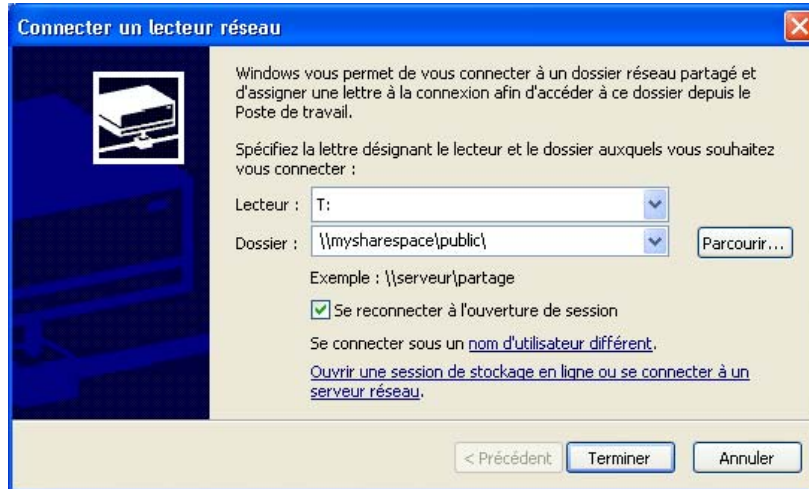 Connecter un lecteur réseau
Windows vous permet de vous connecter à un dossier réseau partagé et
d'assigner une lettre à la connexion afin d'accéder à ce dossier depuis le
Poste de travail.
Spécifiez la lettre désignant le lecteur et le dossier auxquels vous souhaitez
vous connecter :
Lecteur : T:
Dossier : \\mysharespace\public\ Parcourir...
Exemple : \\serveur\partage
Se reconnecter à l'ouverture de session
Se connecter sous un nom d'utilisateur différent.
Ouvrir une session de stockage en ligne ou se connecter à un
serveur réseau.
< Précédent Terminer Annuler